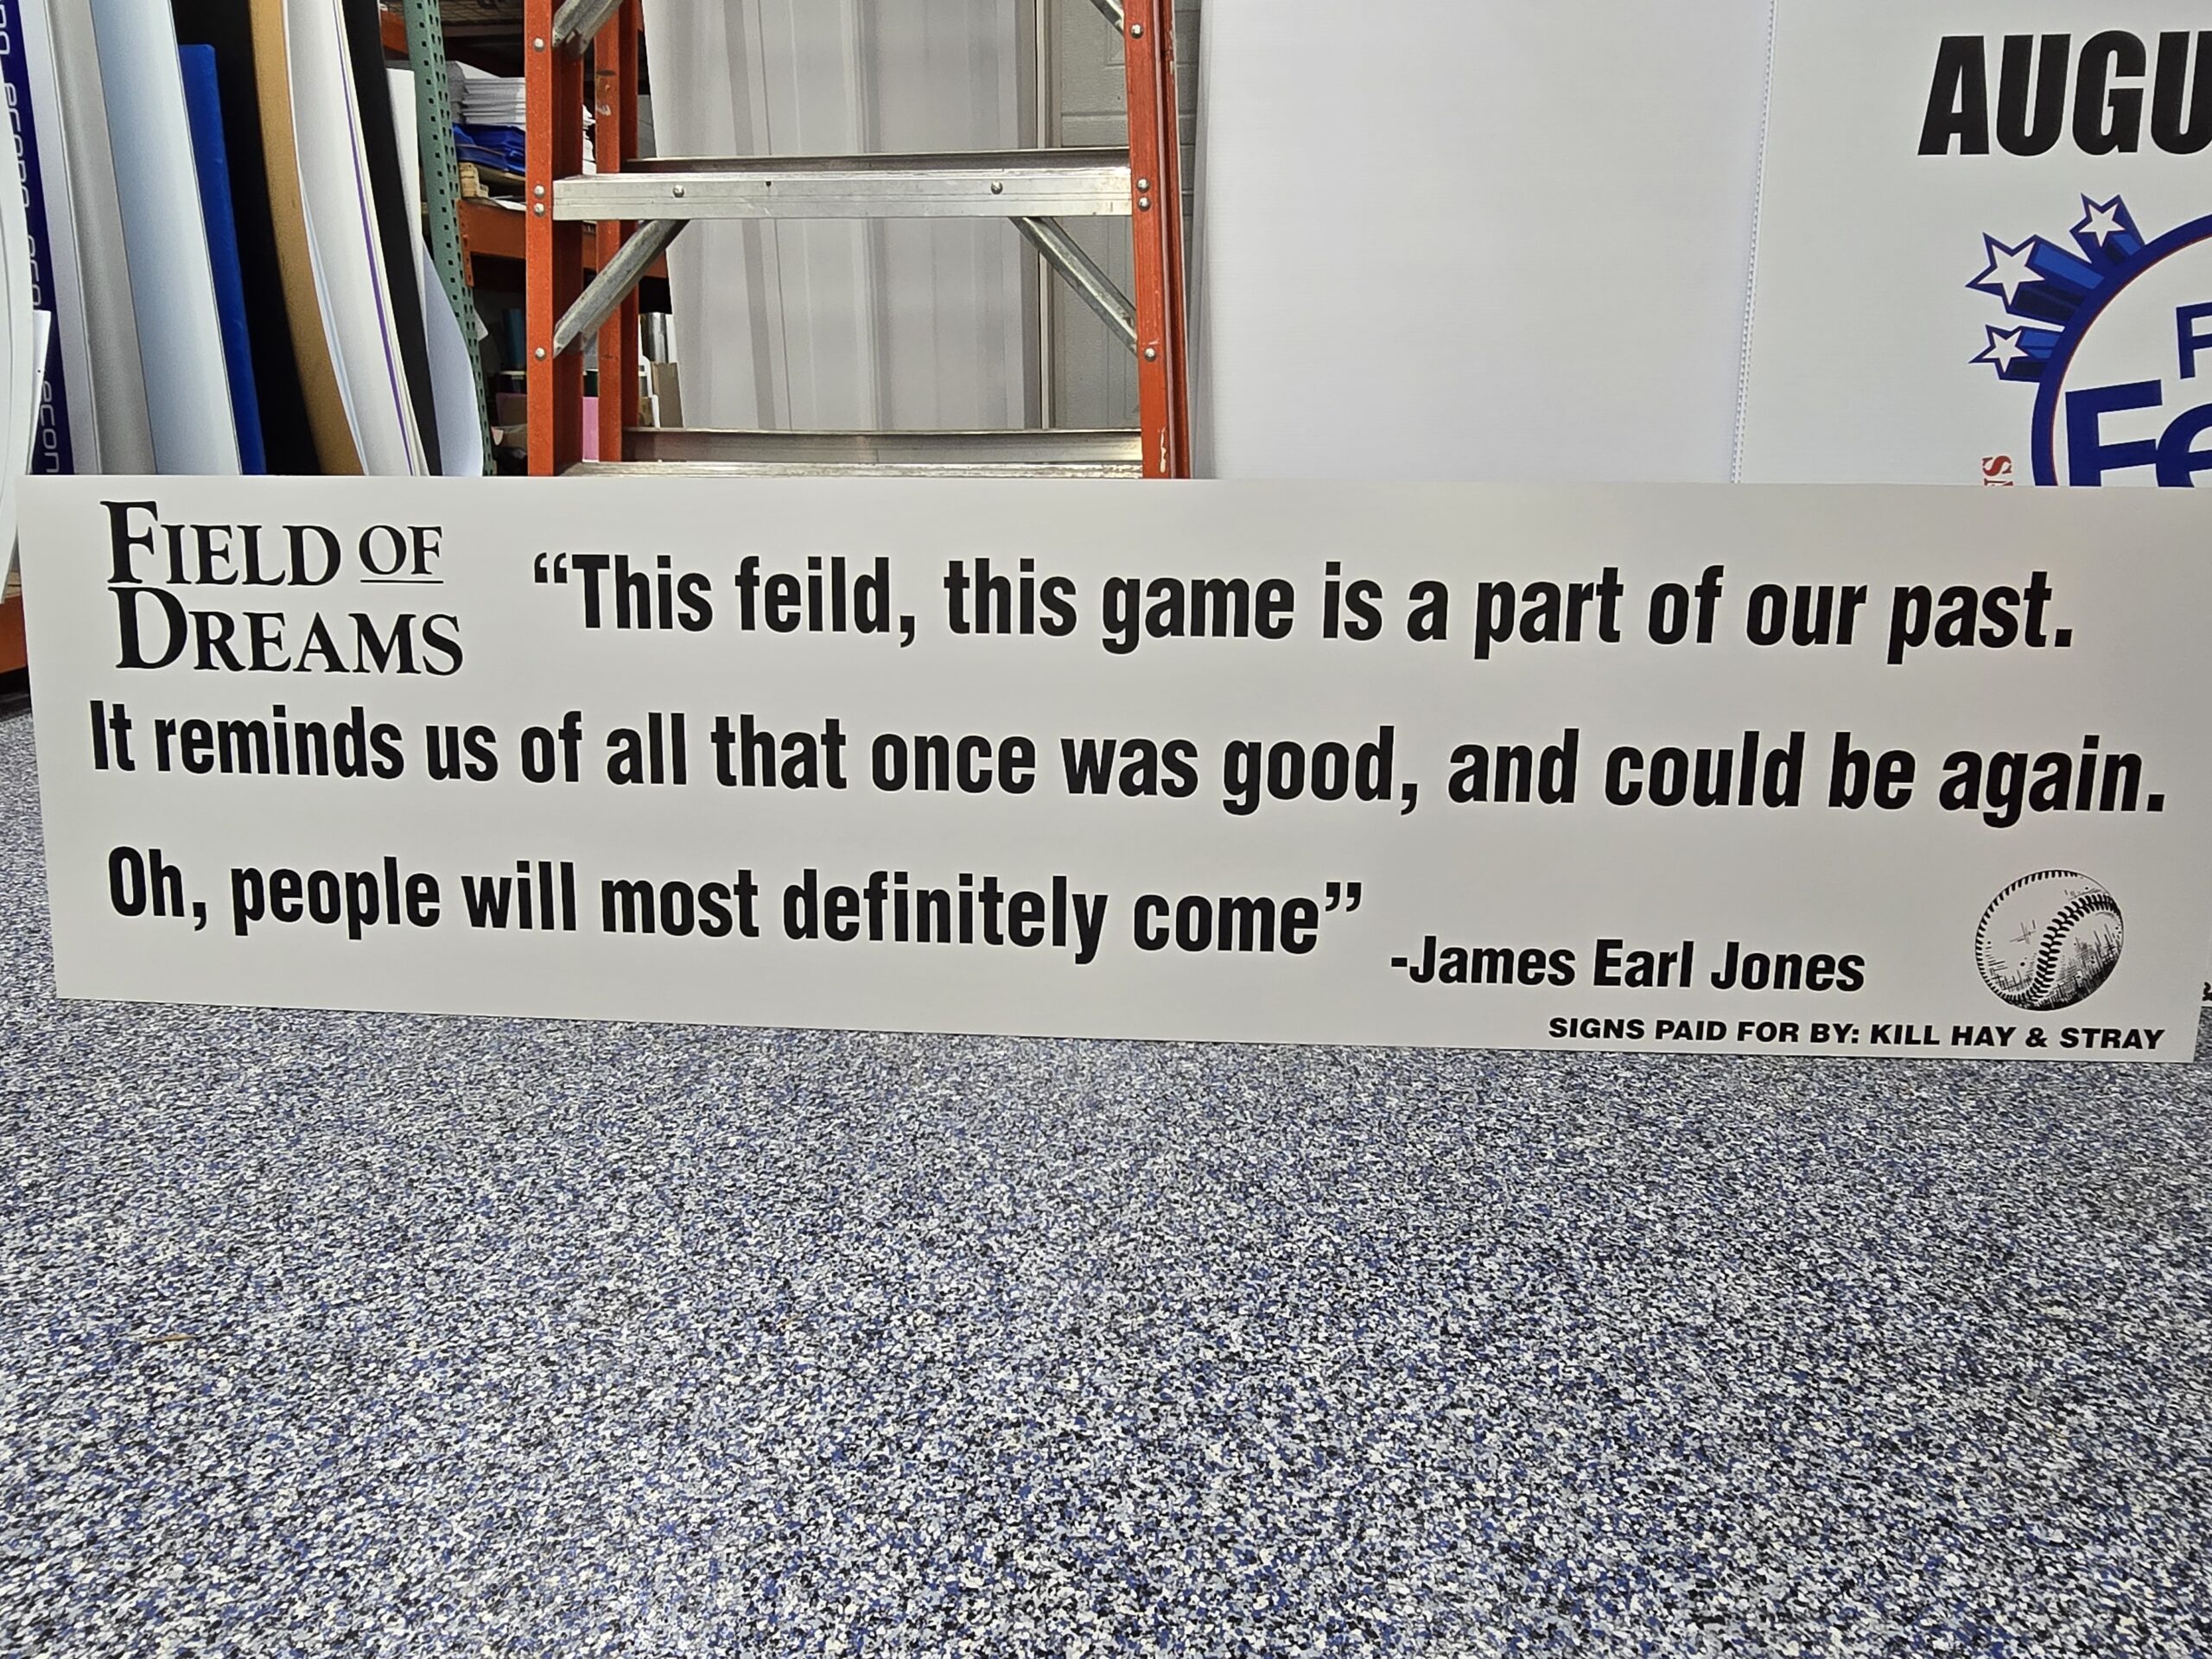 AUGU
FIELD OF
DREAMS
“This feild, this game is a part of our past.
It reminds us of all that once was good, and could be again.
Oh, people will most definitely come”
-James Earl Jones
SIGNS PAID FOR BY: KILL HAY & STRAY